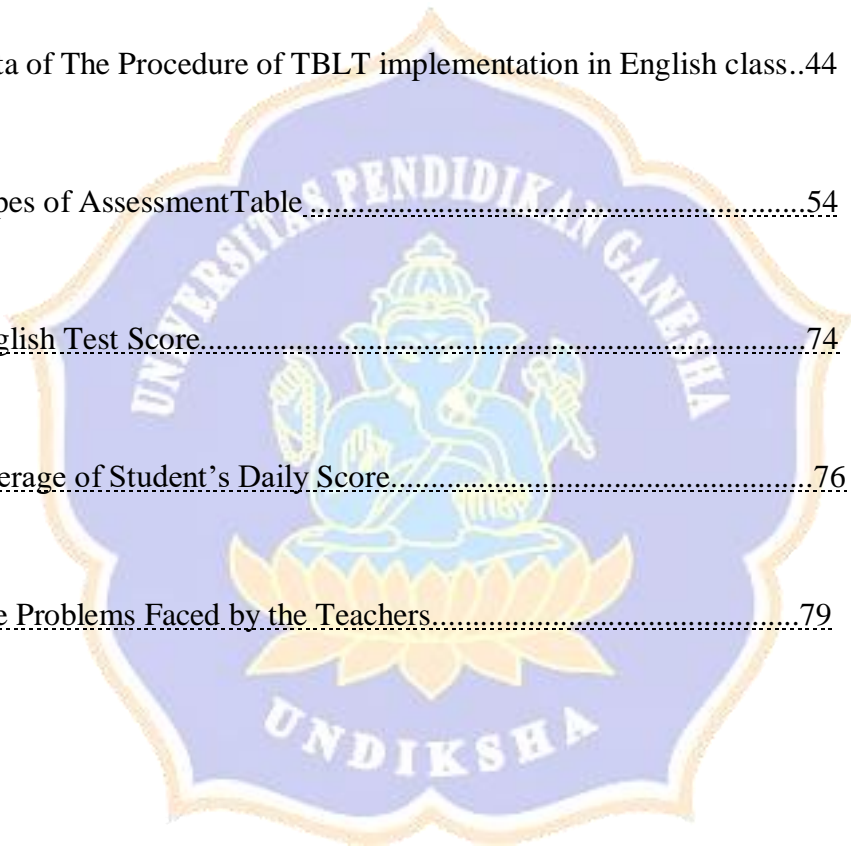 ta of The Procedure of TBLT implementation in English class..44
UNIVERSITAS PENDIDIKAN GANESHA
pes of AssessmentTable..........................................................54
glish Test Score......................................................................74
erage of Student’s Daily Score.................................................76
e Problems Faced by the Teachers...........................................79
UNDIKSHA